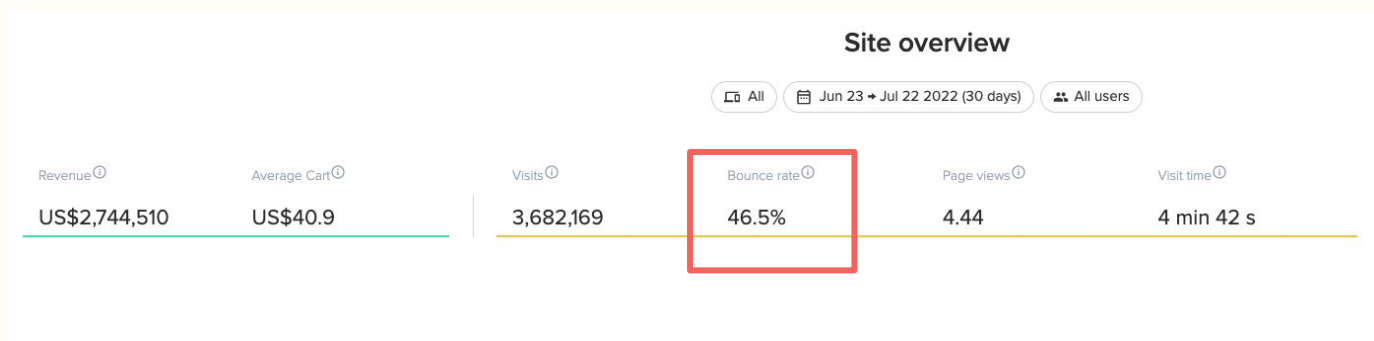 Site overview
All Jun 23 → Jul 22 2022 (30 days) All users
Revenue Average Cart Visits Bounce rate Page views Visit time
US$2,744,510 US$40.9 3,682,169 46.5% 4.44 4 min 42 s